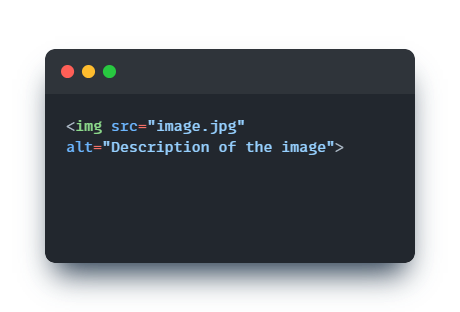 <img src="image.jpg"
alt="Description of the image">